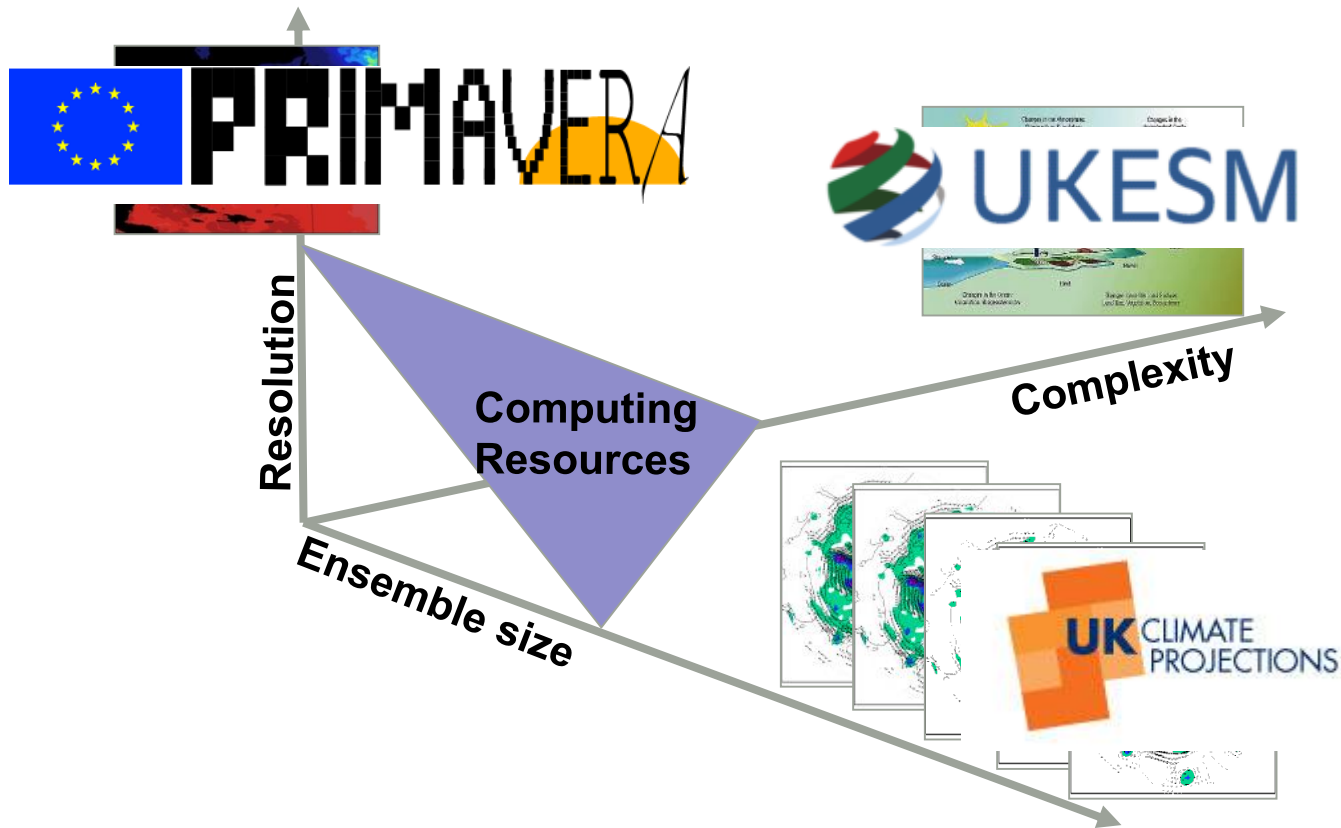 PRIMAVERA
UKESM
Resolution
Complexity
Computing
Resources
Ensemble size
UK CLIMATE
PROJECTIONS